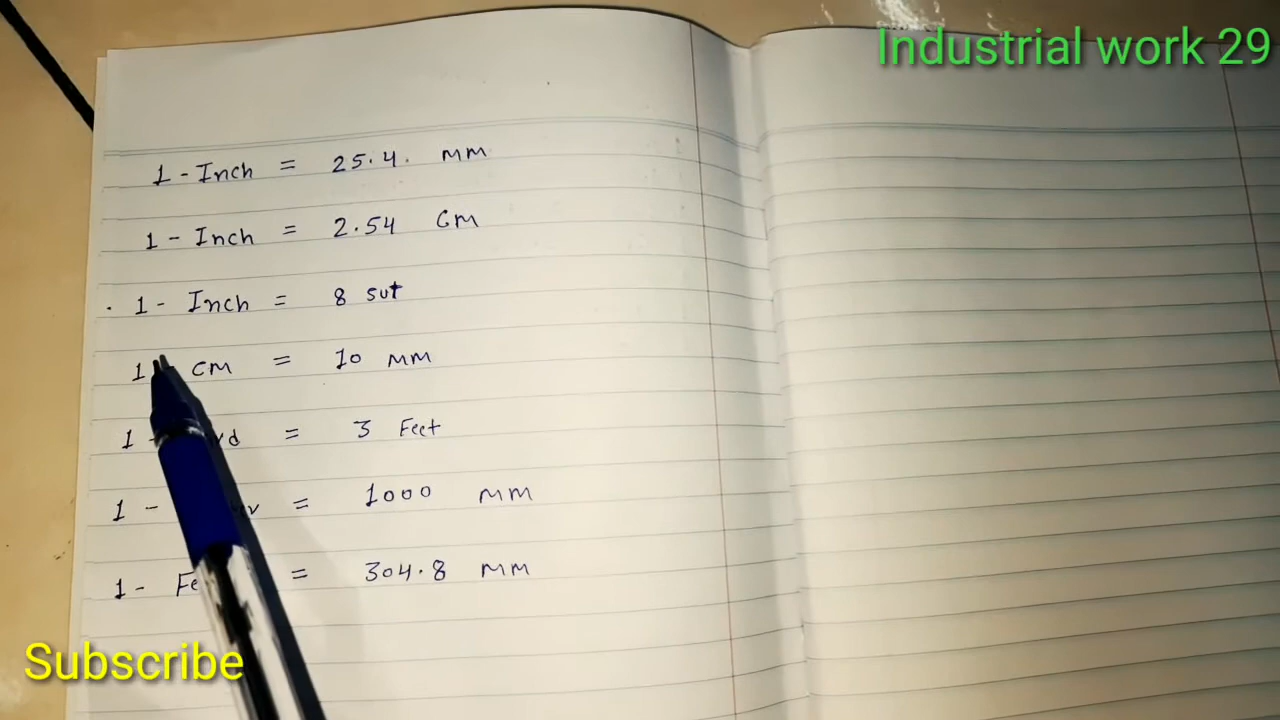 Industrial work 29
1 - Inch = 25.4. mm
1 - Inch = 2.54 Cm
. 1 - Inch = 8 sut
1 - cm = 10 mm
1 - = 3 Feet
1 - = 1000 mm
1 - = 304.8 mm
Subscribe